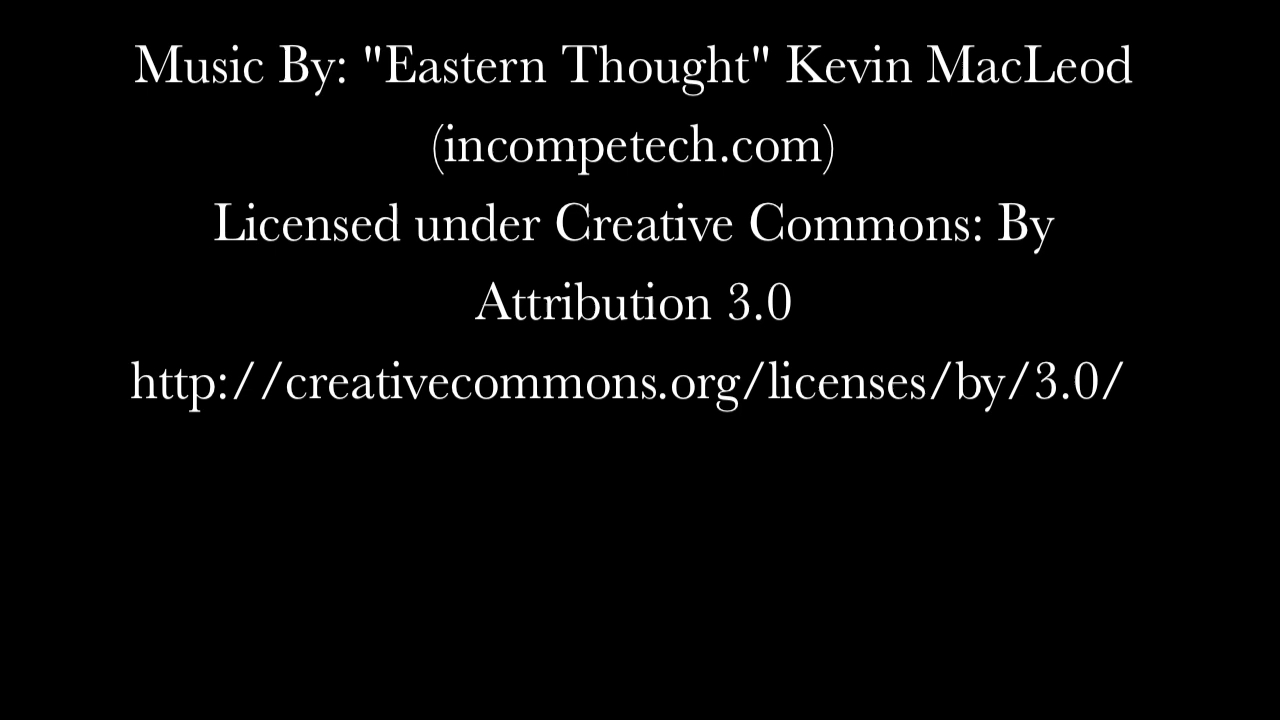 Music By: "Eastern Thought" Kevin MacLeod
(incompetech.com)
Licensed under Creative Commons: By
Attribution 3.0
http://creativecommons.org/licenses/by/3.0/